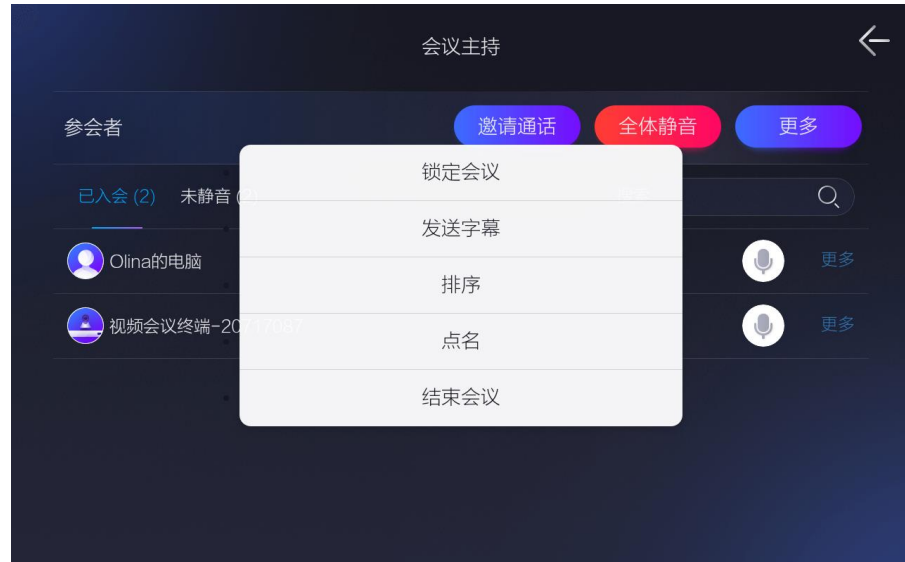 会议主持
参会者
邀请通话 全体静音 更多
锁定会议
已入会 (2) 未静音 (
发送字幕
Olina的电脑 更多
排序
视频会议终端-20717987 更多
点名
结束会议